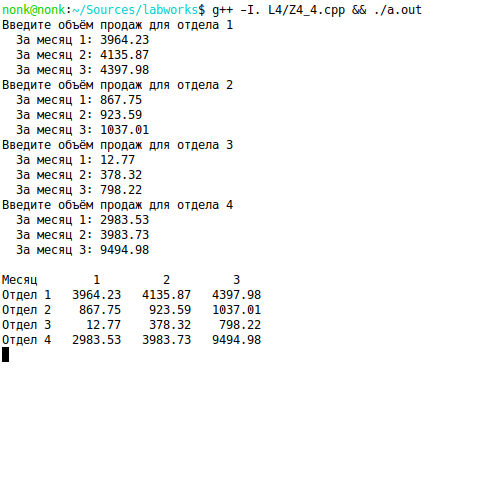 nonk@nonk:~/Sources/labworks$ g++ -I. L4/Z4_4.cpp && ./a.out
Введите объём продаж для отдела 1
  За месяц 1: 3964.23
  За месяц 2: 4135.87
  За месяц 3: 4397.98
Введите объём продаж для отдела 2
  За месяц 1: 867.75
  За месяц 2: 923.59
  За месяц 3: 1037.01
Введите объём продаж для отдела 3
  За месяц 1: 12.77
  За месяц 2: 378.32
  За месяц 3: 798.22
Введите объём продаж для отдела 4
  За месяц 1: 2983.53
  За месяц 2: 3983.73
  За месяц 3: 9494.98

Месяц        1         2         3
Отдел 1   3964.23   4135.87   4397.98
Отдел 2    867.75    923.59   1037.01
Отдел 3     12.77    378.32    798.22
Отдел 4   2983.53   3983.73   9494.98